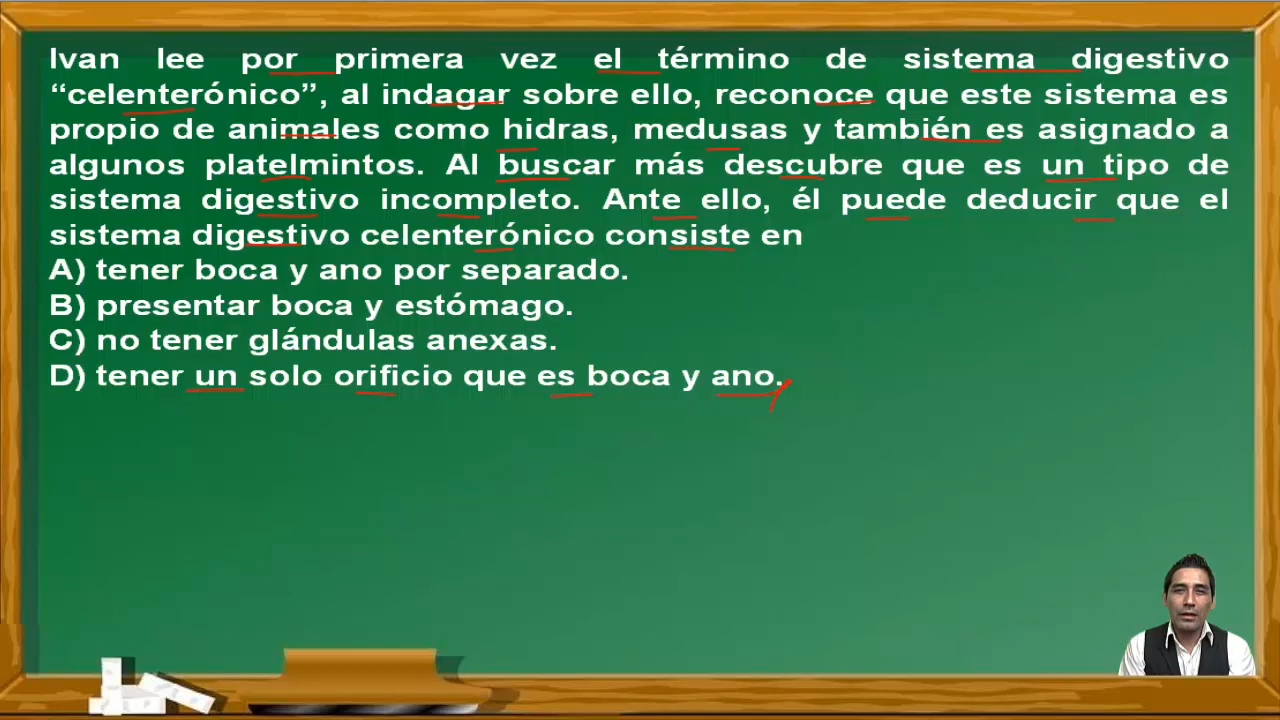 Ivan lee por primera vez el término de sistema digestivo
“celenterónico”, al indagar sobre ello, reconoce que este sistema es
propio de animales como hidras, medusas y también es asignado a
algunos platelmintos. Al buscar más descubre que es un tipo de
sistema digestivo incompleto. Ante ello, él puede deducir que el
sistema digestivo celenterónico consiste en
A) tener boca y ano por separado.
B) presentar boca y estómago.
C) no tener glándulas anexas.
D) tener un solo orificio que es boca y ano.